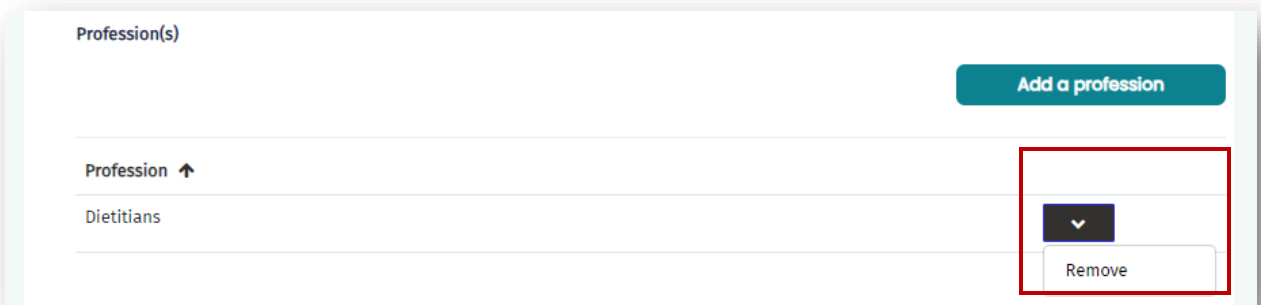 Profession(s)
Add a profession
Profession
Dietitians
Remove